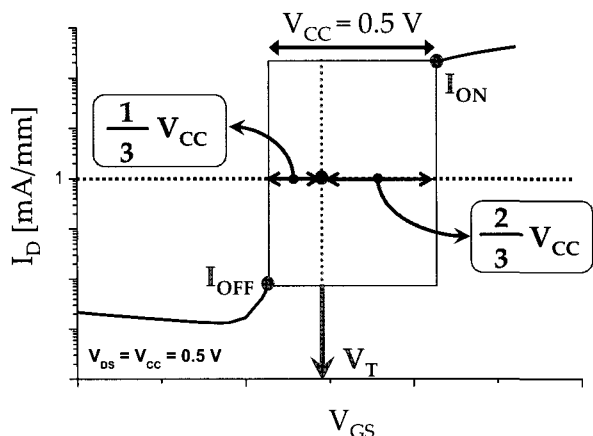 V_CC = 0.5 V
I_ON
1/3 V_CC
1
2/3 V_CC
I_D [mA/mm]
I_OFF
V_DS = V_CC = 0.5 V
V_T
V_GS